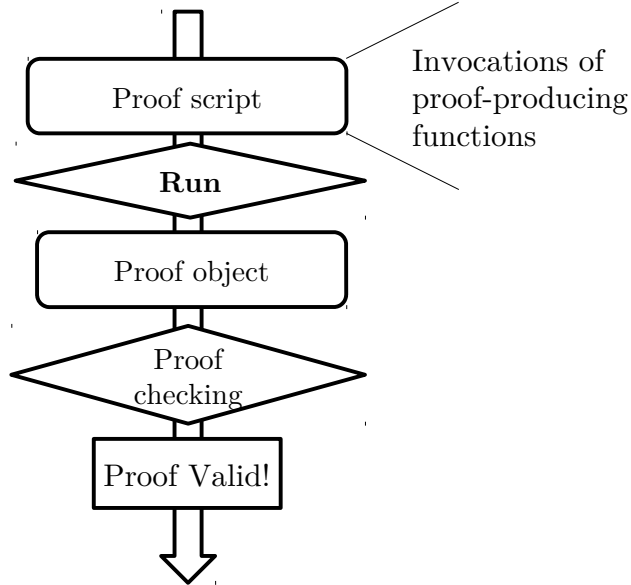 Proof script
Invocations of
proof-producing
functions
Run
Proof object
Proof
checking
Proof Valid!